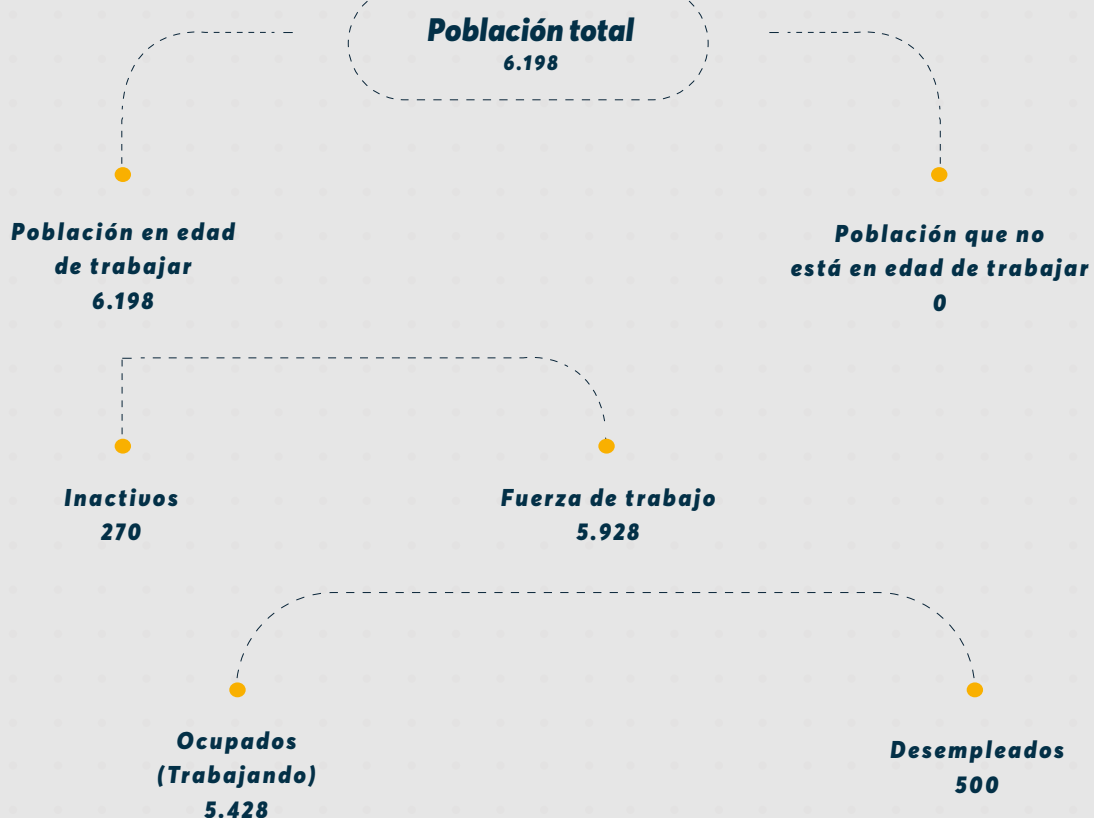 Población total
6.198
Población en edad
de trabajar
6.198
Población que no
está en edad de trabajar
0
Inactivos
270
Fuerza de trabajo
5.928
Ocupados
(Trabajando)
5.428
Desempleados
500